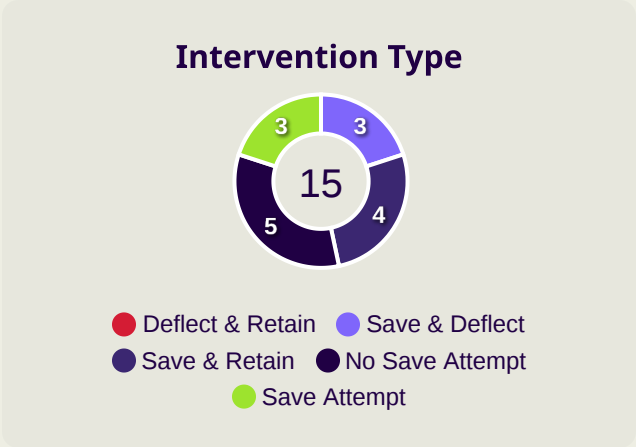 Intervention Type
3 3
15
4
5
Deflect & Retain Save & Deflect
Save & Retain No Save Attempt
Save Attempt